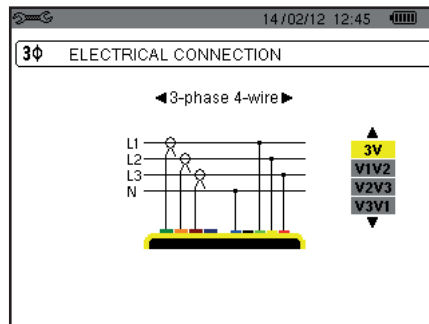 14/02/12 12:45
3ϕ ELECTRICAL CONNECTION
◄3-phase 4-wire►
L1
L2
L3
N
3V
V1V2
V2V3
V3V1